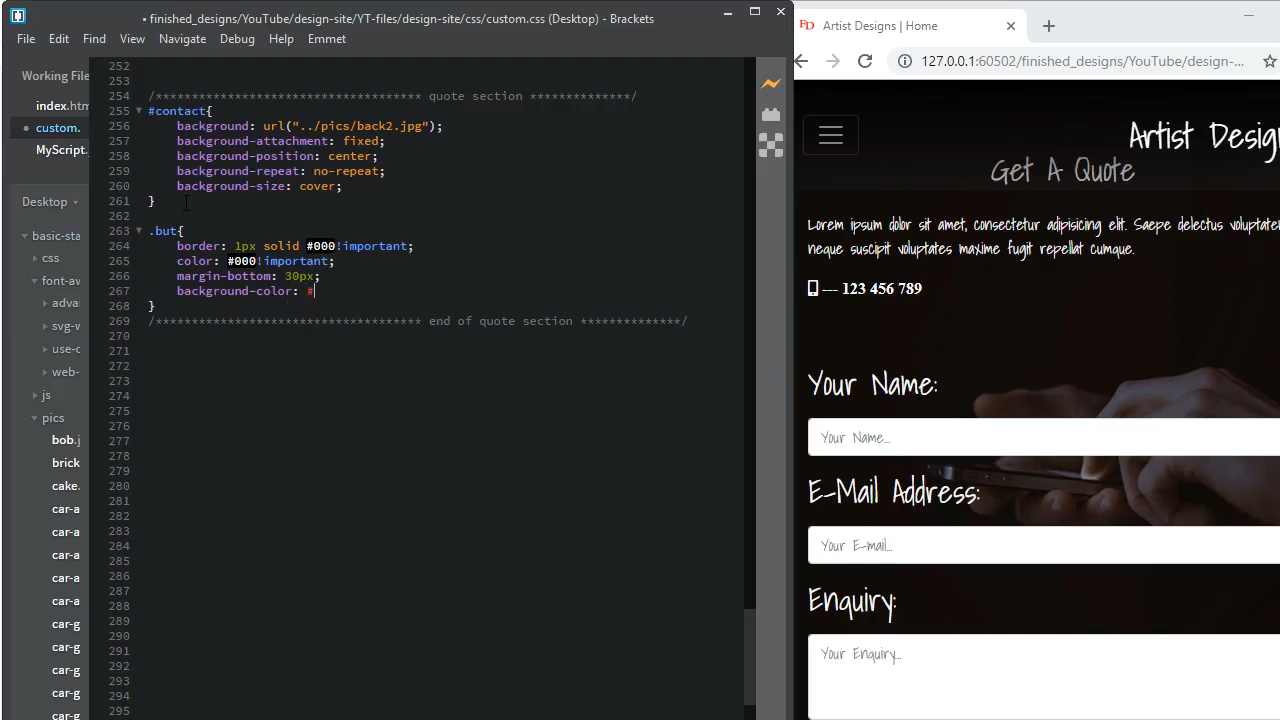 • finished_designs/YouTube/design-site/YT-files/design-site/css/custom.css (Desktop) - Brackets
File Edit Find View Navigate Debug Help Emmet
Working File
index.htm
custom.
MyScript.
Desktop
basic-sta
css
font-aw
adva
svg-w
use-c
web-
js
pics
bob.j
brick
cake.
car-a
car-a
car-a
car-a
car-a
car-g
car-g
car-g
car-g
252
253
254 /************************************ quote section **************/
255 #contact{
256 background: url("../pics/back2.jpg");
257 background-attachment: fixed;
258 background-position: center;
259 background-repeat: no-repeat;
260 background-size: cover;
261 }
262
263 .but{
264 border: 1px solid #000!important;
265 color: #000!important;
266 margin-bottom: 30px;
267 background-color: #
268 }
269 /************************************ end of quote section **************/
270
271
272
273
274
275
276
277
278
279
280
281
282
283
284
285
286
287
288
289
290
291
292
293
294
295
FD Artist Designs | Home
127.0.0.1:60502/finished_designs/YouTube/design-...
Artist Design
Get A Quote
Lorem ipsum dolor sit amet, consectetur adipisicing elit. Saepe delectus voluptate
neque suscipit voluptates maxime fugit repellat cumque.
--- 123 456 789
Your Name:
Your Name...
E-Mail Address:
Your E-mail...
Enquiry:
Your Enquiry...